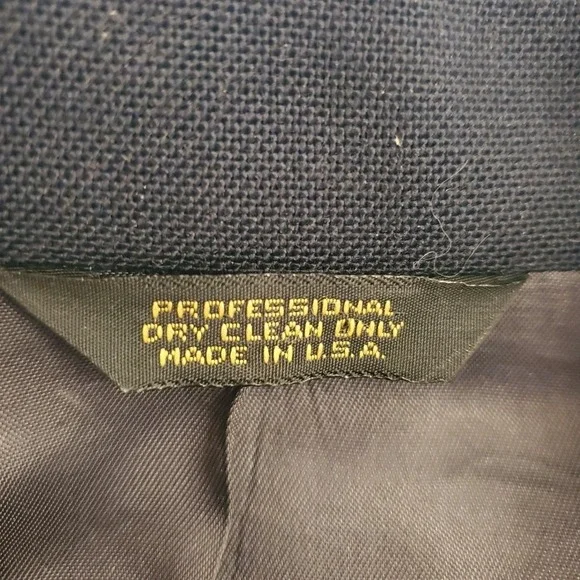 PROFESSIONAL
DRY CLEAN ONLY
MADE IN U.S.A.